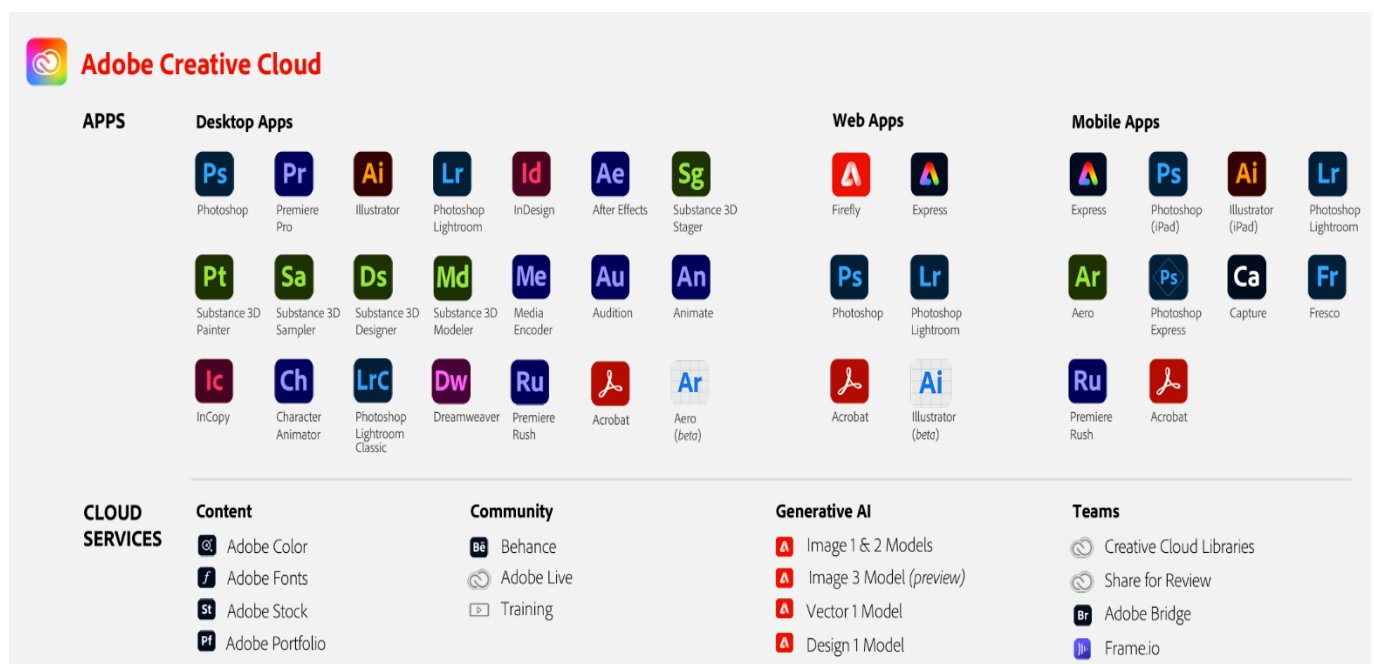 Adobe Creative Cloud
APPS
Desktop Apps
Web Apps
Mobile Apps
Ps
Pr
Ai
Lr
Id
Ae
Sg
Photoshop
Premiere
Pro
Illustrator
Photoshop
Lightroom
InDesign
After Effects
Substance 3D
Stager
Firefly
Express
Express
Ps
Photoshop
(iPad)
Ai
Illustrator
(iPad)
Lr
Photoshop
Lightroom
Pt
Sa
Ds
Md
Me
Au
An
Substance 3D
Painter
Substance 3D
Sampler
Substance 3D
Designer
Substance 3D
Modeler
Media
Encoder
Audition
Animate
Ps
Photoshop
Lr
Photoshop
Lightroom
Ar
Aero
Ps
Photoshop
Express
Ca
Capture
Fr
Fresco
Ic
Ch
LrC
Dw
Ru
Ar
InCopy
Character
Animator
Photoshop
Lightroom
Classic
Dreamweaver
Premiere
Rush
Acrobat
Aero
(beta)
Acrobat
Ai
Illustrator
(beta)
Ru
Premiere
Rush
Acrobat
CLOUD
SERVICES
Content
Adobe Color
f
Adobe Fonts
St
Adobe Stock
Pf
Adobe Portfolio
Community
Bē
Behance
Adobe Live
Training
Generative AI
Image 1 & 2 Models
Image 3 Model (preview)
Vector 1 Model
Design 1 Model
Teams
Creative Cloud Libraries
Share for Review
Br
Adobe Bridge
Frame.io